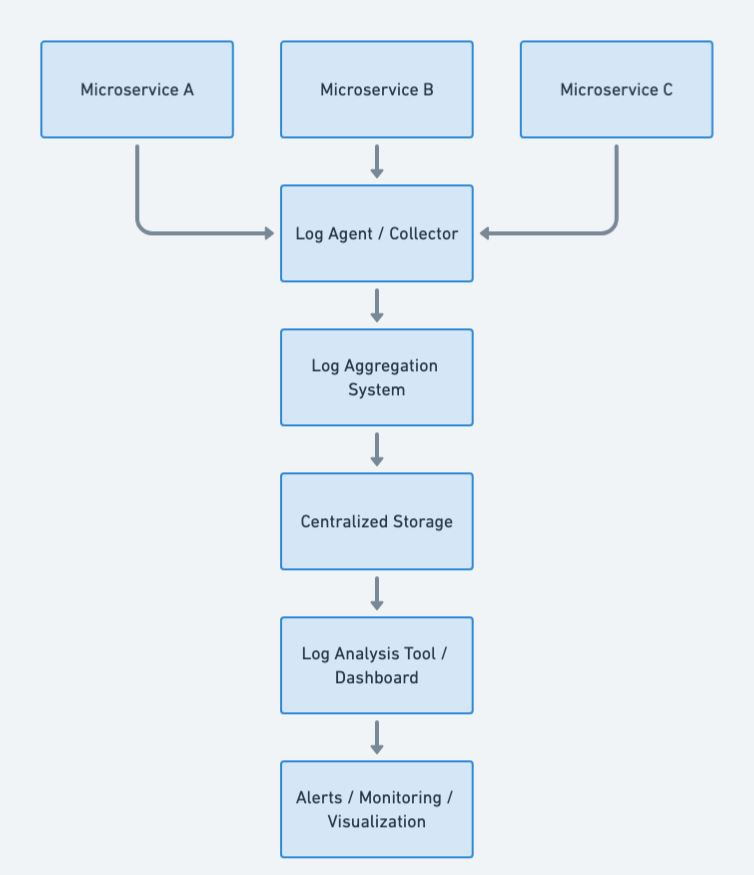 Microservice A
Microservice B
Microservice C
Log Agent / Collector
Log Aggregation
System
Centralized Storage
Log Analysis Tool /
Dashboard
Alerts / Monitoring /
Visualization